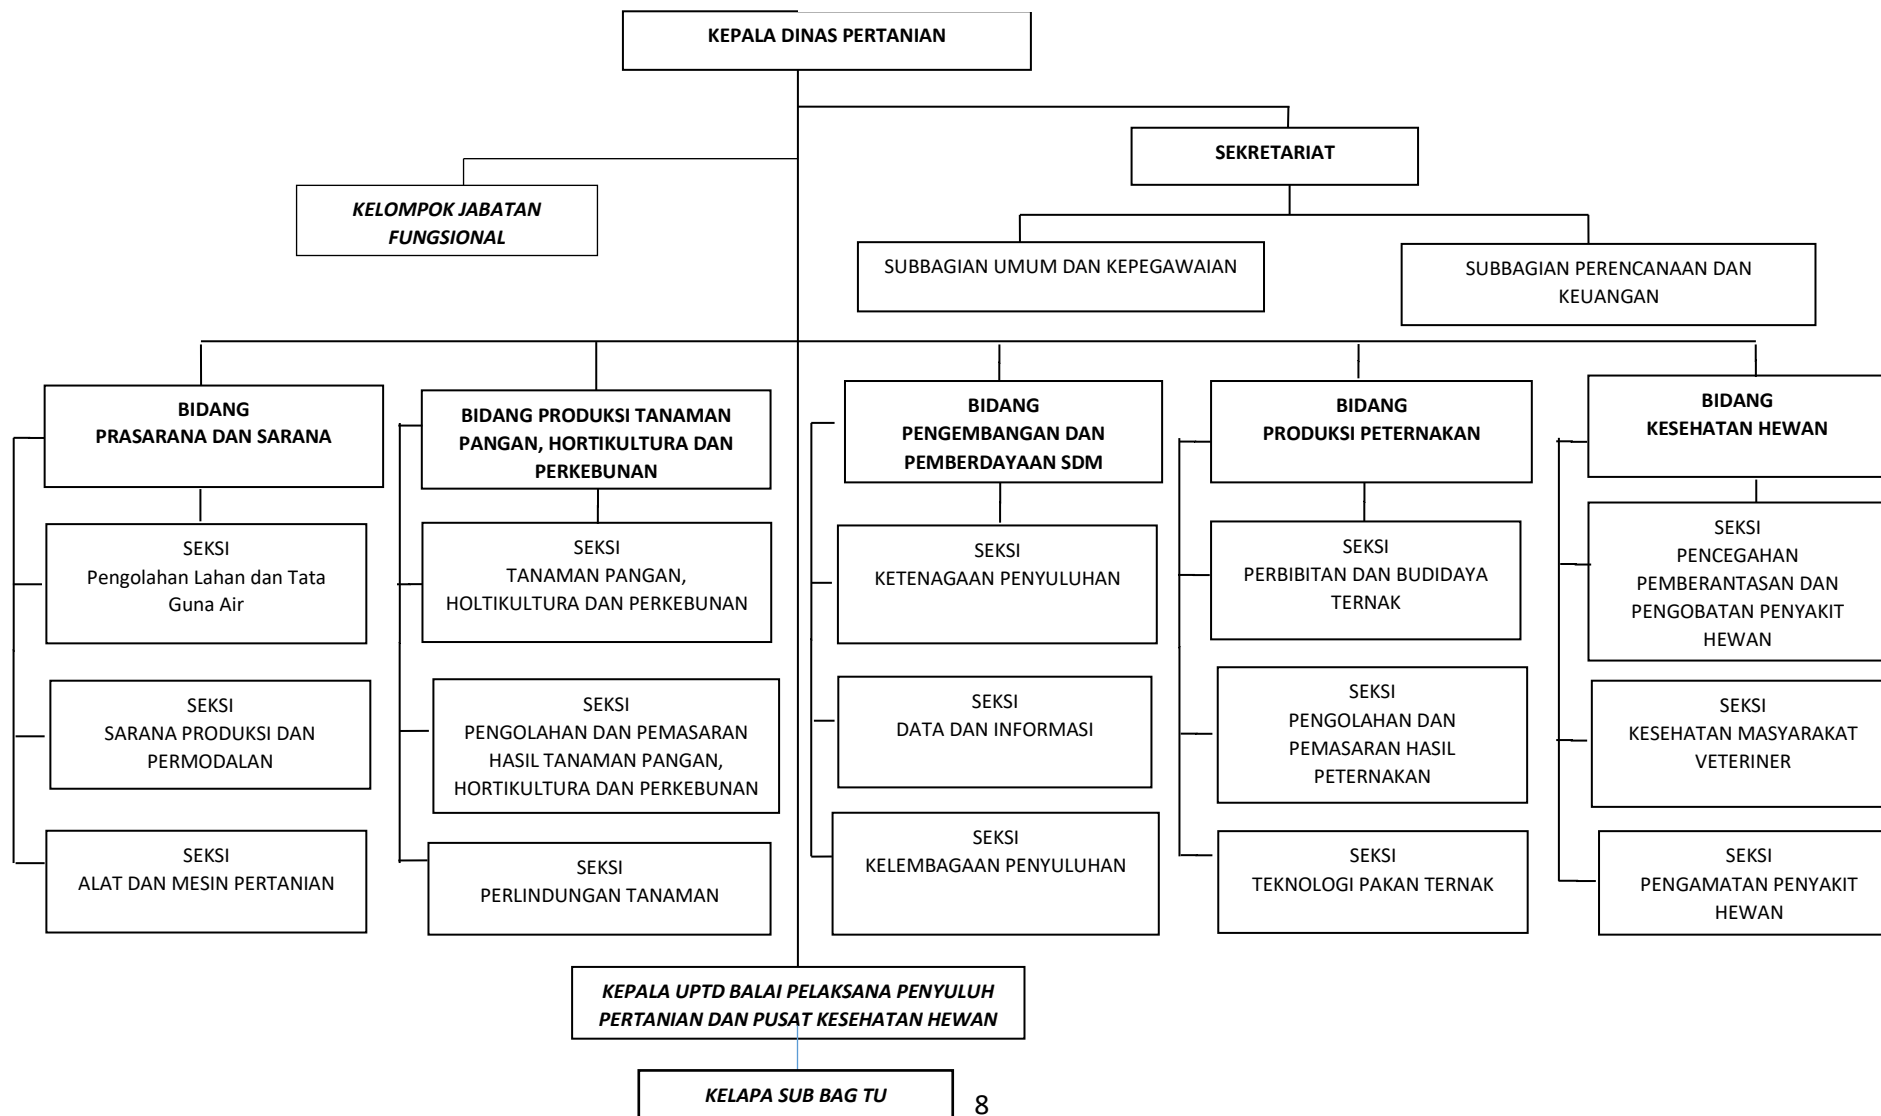 KEPALA DINAS PERTANIAN
SEKRETARIAT
KELOMPOK JABATAN
FUNGSIONAL
SUBBAGIAN UMUM DAN KEPEGAWAIAN
SUBBAGIAN PERENCANAAN DAN
KEUANGAN
BIDANG
PRASARANA DAN SARANA
SEKSI
Pengolahan Lahan dan Tata
Guna Air
SEKSI
SARANA PRODUKSI DAN
PERMODALAN
SEKSI
ALAT DAN MESIN PERTANIAN
BIDANG PRODUKSI TANAMAN
PANGAN, HORTIKULTURA DAN
PERKEBUNAN
SEKSI
TANAMAN PANGAN,
HOLTIKULTURA DAN PERKEBUNAN
SEKSI
PENGOLAHAN DAN PEMASARAN
HASIL TANAMAN PANGAN,
HORTIKULTURA DAN PERKEBUNAN
SEKSI
PERLINDUNGAN TANAMAN
BIDANG
PENGEMBANGAN DAN
PEMBERDAYAAN SDM
SEKSI
KETENAGAAN PENYULUHAN
SEKSI
DATA DAN INFORMASI
SEKSI
KELEMBAGAAN PENYULUHAN
BIDANG
PRODUKSI PETERNAKAN
SEKSI
PERBIBITAN DAN BUDIDAYA
TERNAK
SEKSI
PENGOLAHAN DAN
PEMASARAN HASIL
PETERNAKAN
SEKSI
TEKNOLOGI PAKAN TERNAK
BIDANG
KESEHATAN HEWAN
SEKSI
PENCEGAHAN
PEMBERANTASAN DAN
PENGOBATAN PENYAKIT
HEWAN
SEKSI
KESEHATAN MASYARAKAT
VETERINER
SEKSI
PENGAMATAN PENYAKIT
HEWAN
KEPALA UPTD BALAI PELAKSANA PENYULUH
PERTANIAN DAN PUSAT KESEHATAN HEWAN
KELAPA SUB BAG TU
8